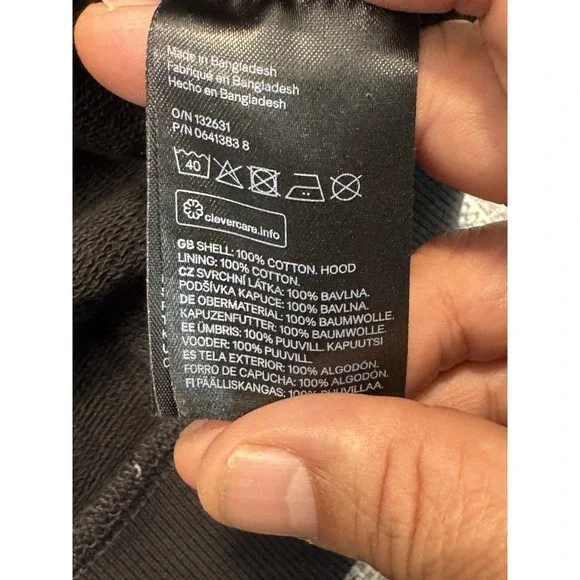 Made in Bangladesh
Fabriqué en Bangladesh
Hecho en Bangladesh
O/N 132631
P/N 0641383 8
40
clevercare.info
GB SHELL: 100% COTTON. HOOD
LINING: 100% COTTON.
CZ SVRCHNÍ LÁTKA: 100% BAVLNA.
PODŠÍVKA KAPUCE: 100% BAVLNA.
DE OBERMATERIAL: 100% BAUMWOLLE.
KAPUZENFUTTER: 100% BAUMWOLLE.
EE ÜMBRIS: 100% PUUVILL. KAPUUTSI
VOODER: 100% PUUVILL.
ES TELA EXTERIOR: 100% ALGODÓN.
FORRO DE CAPUCHA: 100% ALGODÓN.
FI PÄÄLLISKANGAS: 100% PUUVILLAA.